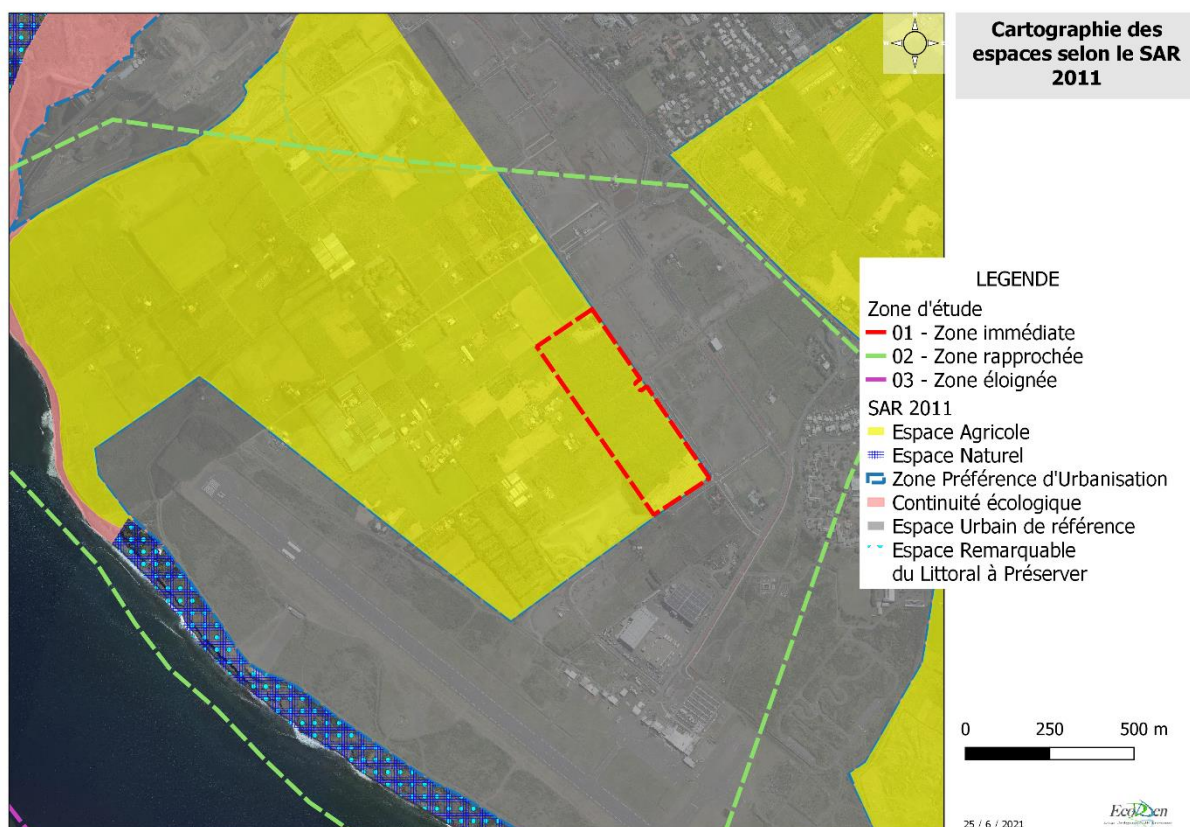 Cartographie des
espaces selon le SAR
2011
LEGENDE
Zone d'étude
01 - Zone immédiate
02 - Zone rapprochée
03 - Zone éloignée
SAR 2011
Espace Agricole
Espace Naturel
Zone Préférence d'Urbanisation
Continuité écologique
Espace Urbain de référence
Espace Remarquable
du Littoral à Préserver
0 250 500 m
25 / 6 / 2021